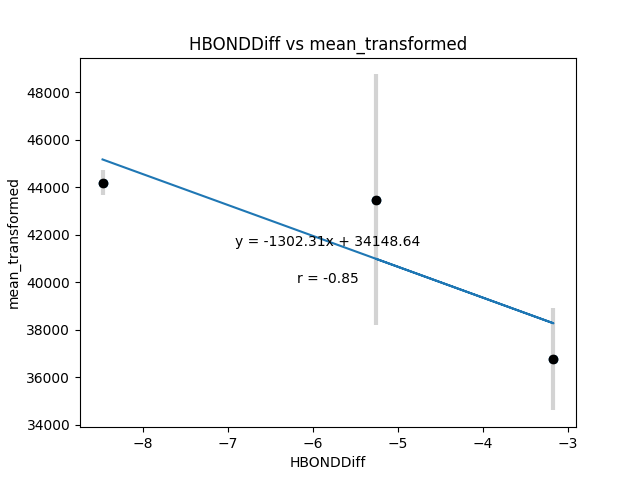 HBONDDiff vs mean_transformed
mean_transformed
48000
46000
44000
42000
40000
38000
36000
34000
y = -1302.31x + 34148.64
r = -0.85
−8
−7
−6
−5
−4
−3
HBONDDiff